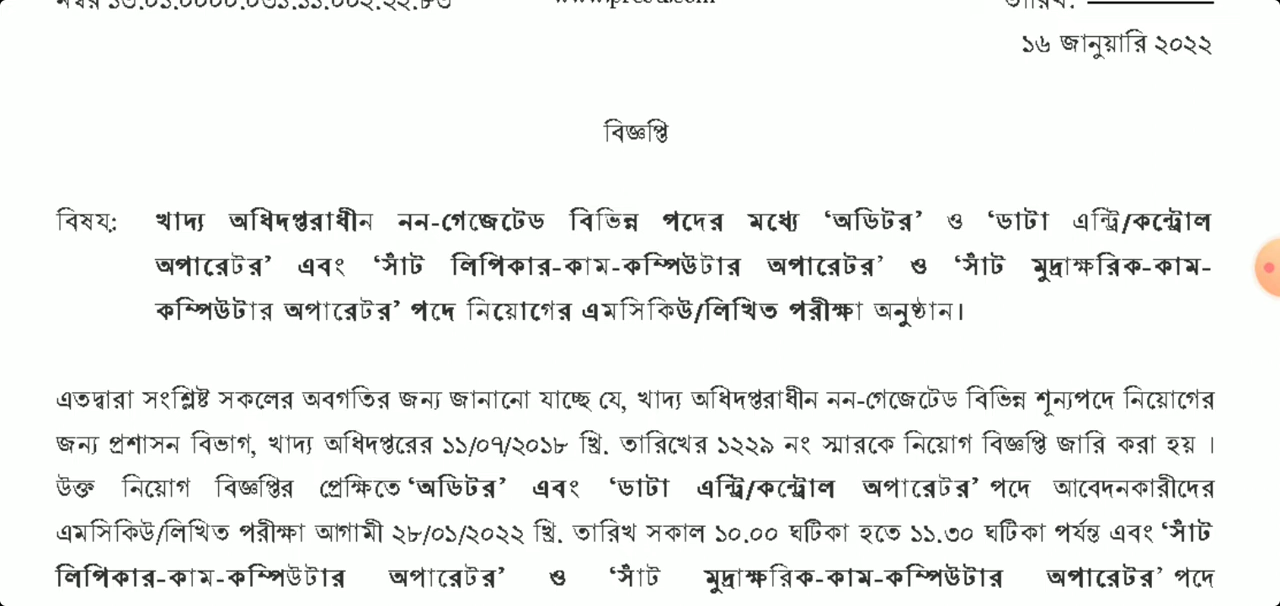 ১৬ জানুয়ারি ২০২২
বিজ্ঞপ্তি
বিষয়: খাদ্য অধিদপ্তরাধীন নন-গেজেটেড বিভিন্ন পদের মধ্যে ‘অডিটর’ ও ‘ডাটা এন্ট্রি/কন্ট্রোল
অপারেটর’ এবং ‘সাঁট লিপিকার-কাম-কম্পিউটার অপারেটর’ ও ‘সাঁট মুদ্রাক্ষরিক-কাম-
কম্পিউটার অপারেটর’ পদে নিয়োগের এমসিকিউ/লিখিত পরীক্ষা অনুষ্ঠান।
এতদ্বারা সংশ্লিষ্ট সকলের অবগতির জন্য জানানো যাচ্ছে যে, খাদ্য অধিদপ্তরাধীন নন-গেজেটেড বিভিন্ন শূন্যপদে নিয়োগের
জন্য প্রশাসন বিভাগ, খাদ্য অধিদপ্তরের ১১/০৭/২০১৮ খ্রি. তারিখের ১২২৯ নং স্মারকে নিয়োগ বিজ্ঞপ্তি জারি করা হয় ।
উক্ত নিয়োগ বিজ্ঞপ্তির প্রেক্ষিতে ‘অডিটর’ এবং ‘ডাটা এন্ট্রি/কন্ট্রোল অপারেটর’ পদে আবেদনকারীদের
এমসিকিউ/লিখিত পরীক্ষা আগামী ২৮/০১/২০২২ খ্রি. তারিখ সকাল ১০.০০ ঘটিকা হতে ১১.৩০ ঘটিকা পর্যন্ত এবং ‘সাঁট
লিপিকার-কাম-কম্পিউটার অপারেটর’ ও ‘সাঁট মুদ্রাক্ষরিক-কাম-কম্পিউটার অপারেটর’ পদে